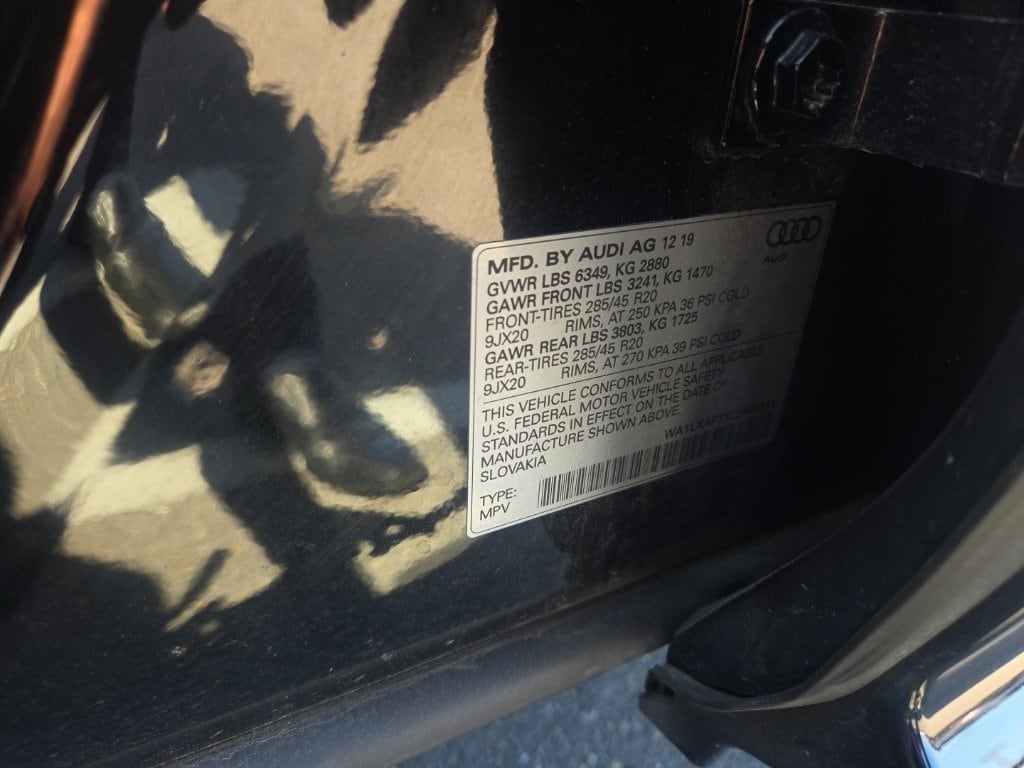 MFD. BY AUDI AG 12 19
Audi
GVWR LBS 6349, KG 2880
GAWR FRONT LBS 3241, KG 1470
FRONT-TIRES 285/45 R20
9JX20 RIMS, AT 250 KPA 36 PSI COLD
GAWR REAR LBS 3803, KG 1725
REAR-TIRES 285/45 R20
9JX20 RIMS, AT 270 KPA 39 PSI COLD
THIS VEHICLE CONFORMS TO ALL APPLICABLE
U.S. FEDERAL MOTOR VEHICLE SAFETY
STANDARDS IN EFFECT ON THE DATE OF
MANUFACTURE SHOWN ABOVE.
SLOVAKIA
TYPE:
MPV